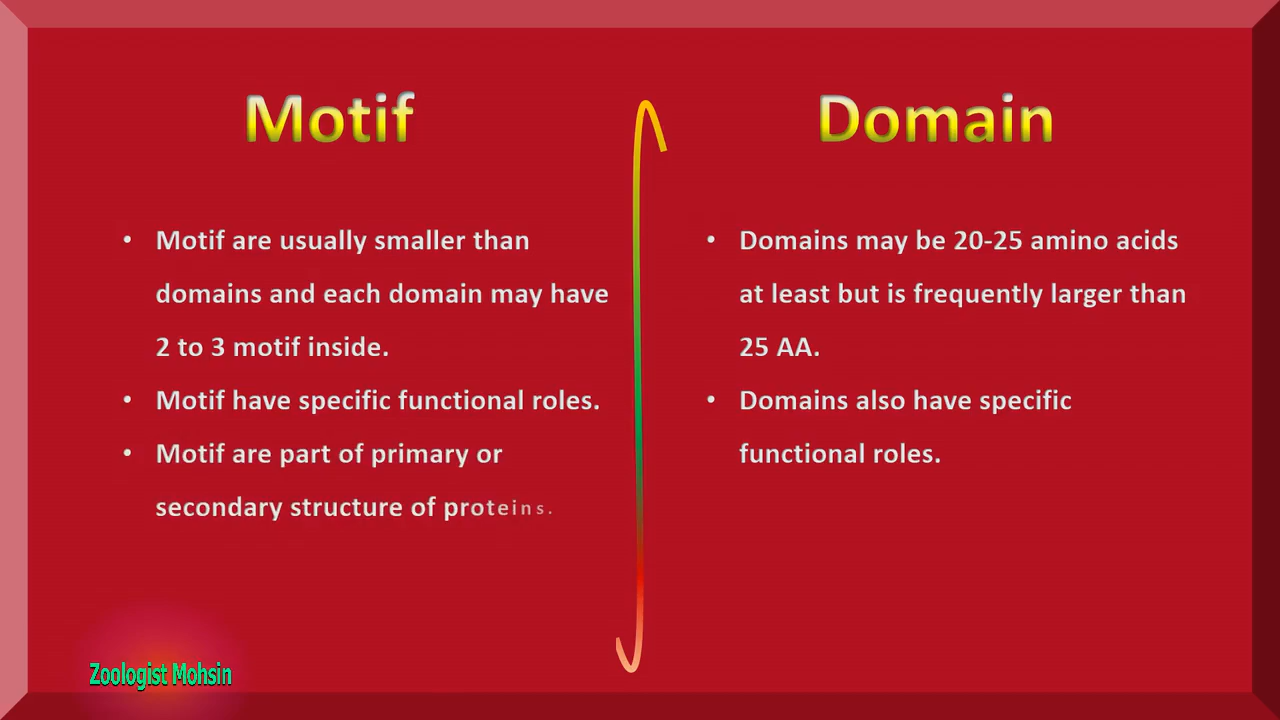 Motif
• Motif are usually smaller than
domains and each domain may have
2 to 3 motif inside.
• Motif have specific functional roles.
• Motif are part of primary or
secondary structure of proteins.
Domain
• Domains may be 20-25 amino acids
at least but is frequently larger than
25 AA.
• Domains also have specific
functional roles.
Zoologist Mohsin